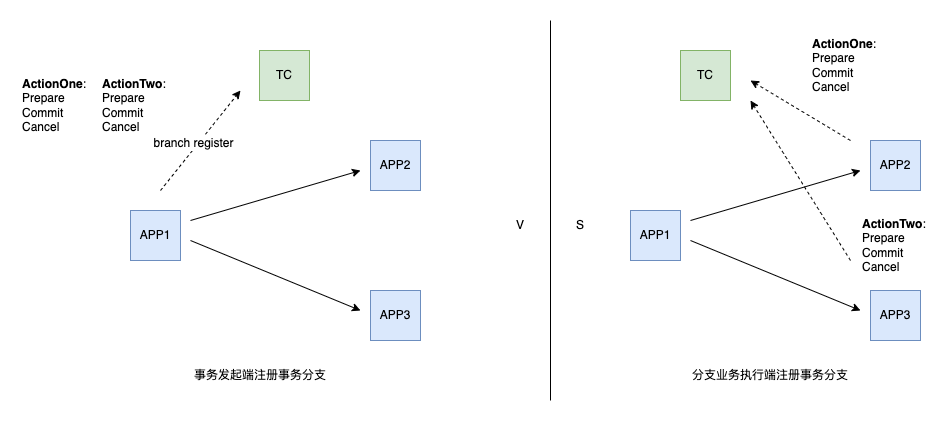 TC
ActionOne:
Prepare
Commit
Cancel
ActionTwo:
Prepare
Commit
Cancel
branch register
APP2
APP1
APP3
事务发起端注册事务分支
V
S
ActionOne:
Prepare
Commit
Cancel
TC
APP2
APP1
ActionTwo:
Prepare
Commit
Cancel
APP3
分支业务执行端注册事务分支